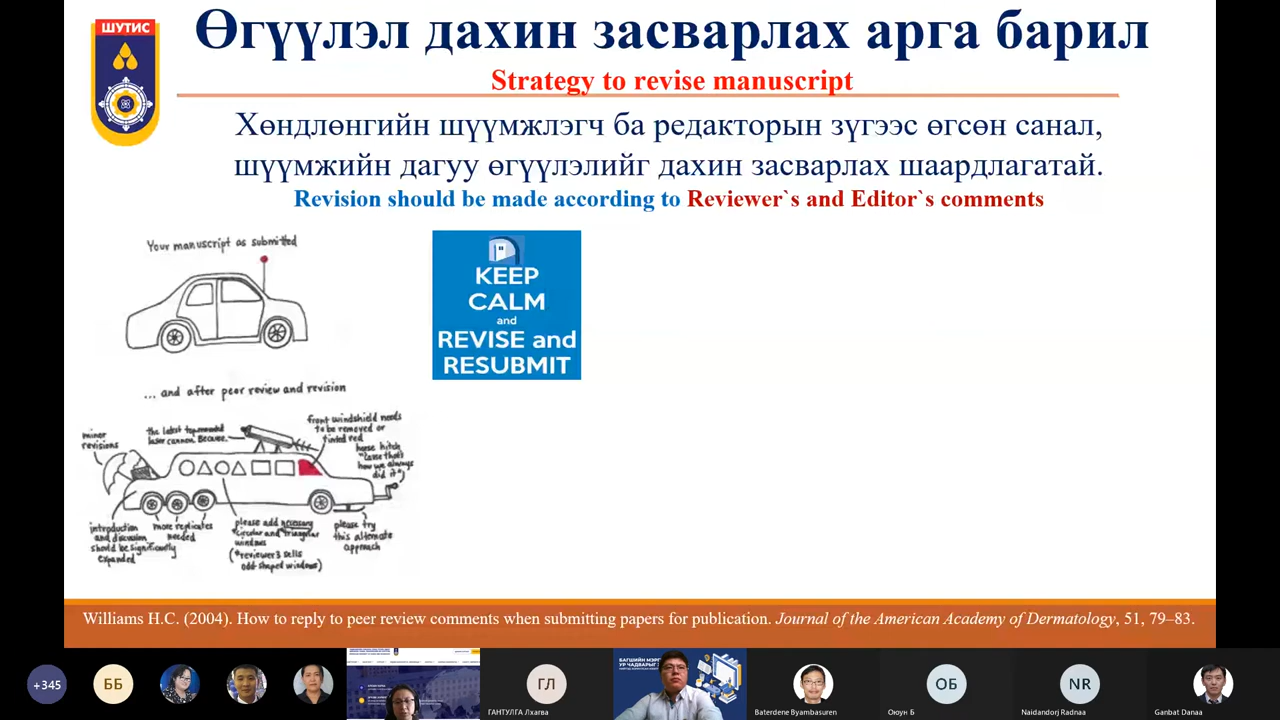 ШУТИС
Өгүүлэл дахин засварлах арга барил
Strategy to revise manuscript
Хөндлөнгийн шүүмжлэгч ба редакторын зүгээс өгсөн санал,
шүүмжийн дагуу өгүүлэлийг дахин засварлах шаардлагатай.
Revision should be made according to Reviewer`s and Editor`s comments
Your manuscript as submitted
KEEP
CALM
and
REVISE and
RESUBMIT
... and after peer review and revision
minor
revisions
the latest
laser cannon. Because.
front windshield needs
to be removed or
tinted red
horse hitch
"cause that's
how we always
did it")
introduction
and discussion
should be significantly
expanded
more replicates
needed
please add necessary
*circular and *triangular
windows
(*reviewer 3 sells
odd shaped windows)
please try
this alternate
approach
Williams H.C. (2004). How to reply to peer review comments when submitting papers for publication. Journal of the American Academy of Dermatology, 51, 79–83.
+345
ББ
ГЛ
ГАНТУЛГА Лхагва
БАГШИЙН МЭРГ
УР ЧАДВАРЫГ
Baterdene Byambasuren
ОБ
Оюун Б
NR
Naidandorj Radnaa
Ganbat Danaa